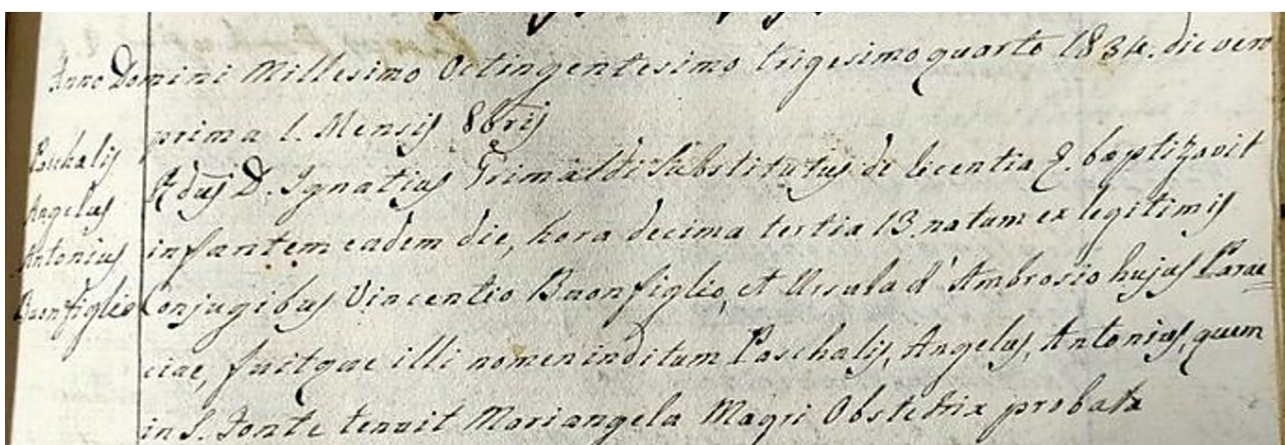 Anno Domini Millesimo Octingentesimo trigesimo quarto 1834. die vero
prima 1. Mensis 8bris
Paschalis
Angelus
Antonius
Buonfiglio
Rdus D. Ignatius Grimaldi Substitutus de licentia P. baptizavit
infantem eadem die, hora decima tertia 13. natum ex legitimis
Conjugibus Vincentio Buonfiglio, et Ursula d'Ambrosio hujus Parae=
ciae, fuitque illi nomen inditum Paschalis, Angelus, Antonius, quem
in S. Fonte tenuit Mariangela Magri Obstetrix probata